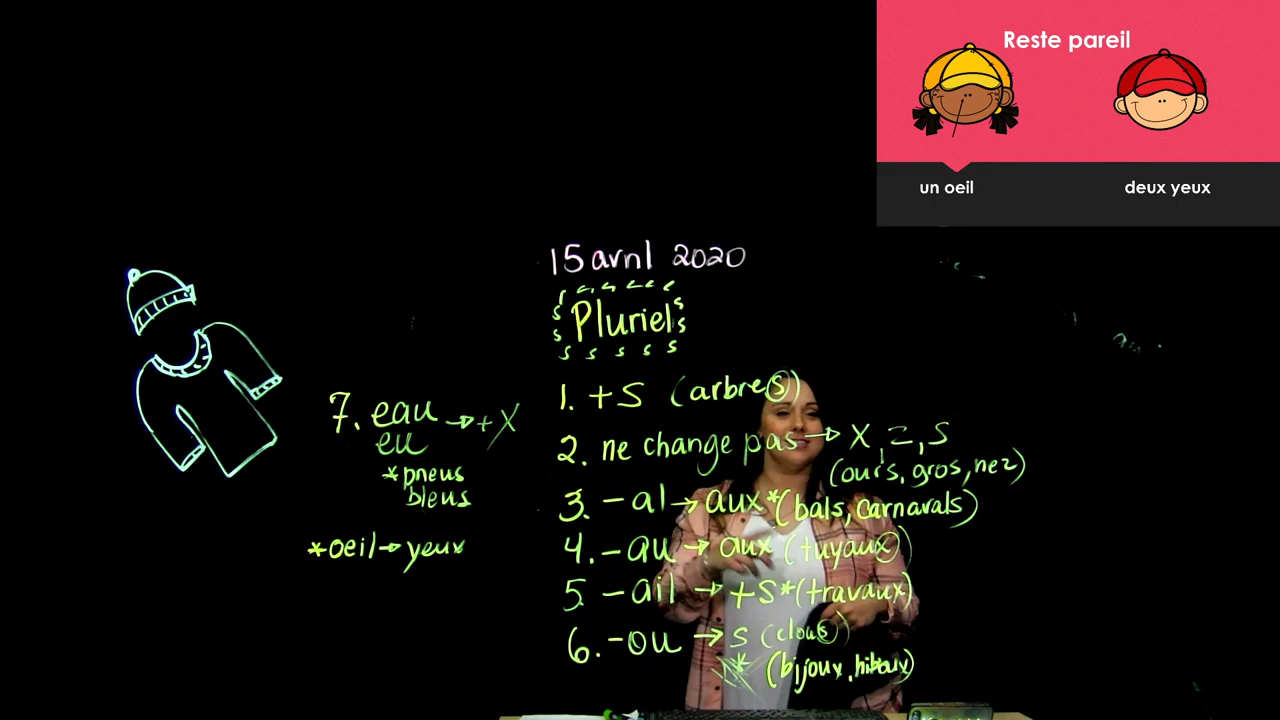 Reste pareil
un oeil
deux yeux
15 avril 2020
Pluriel
s s s s s s s s s
1. +s (arbres)
2. ne change pas → x, z, s
(ours, gros, nez)
3. -al → aux *(bals, carnavals)
4. -au → aux (tuyaux)
5. -ail → +s *(travaux)
6. -ou → s (clous)
* (bijoux, hiboux)
7. eau → +x
eu
*pneus
bleus
*oeil → yeux